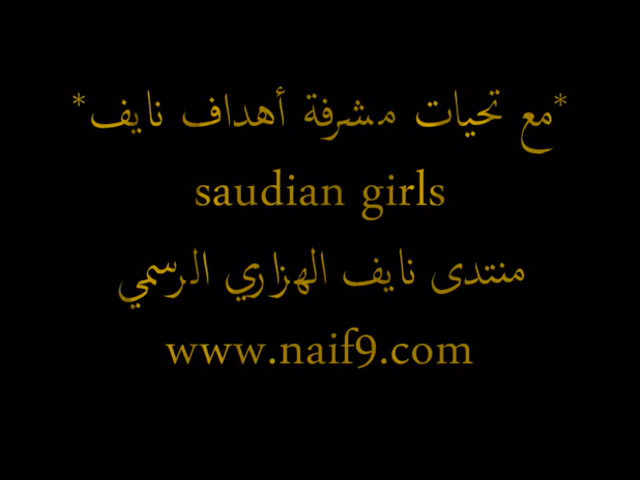 *مع تحيات مشرفة أهداف نايف*
saudian girls
منتدى نايف الهزاري الرسمي
www.naif9.com